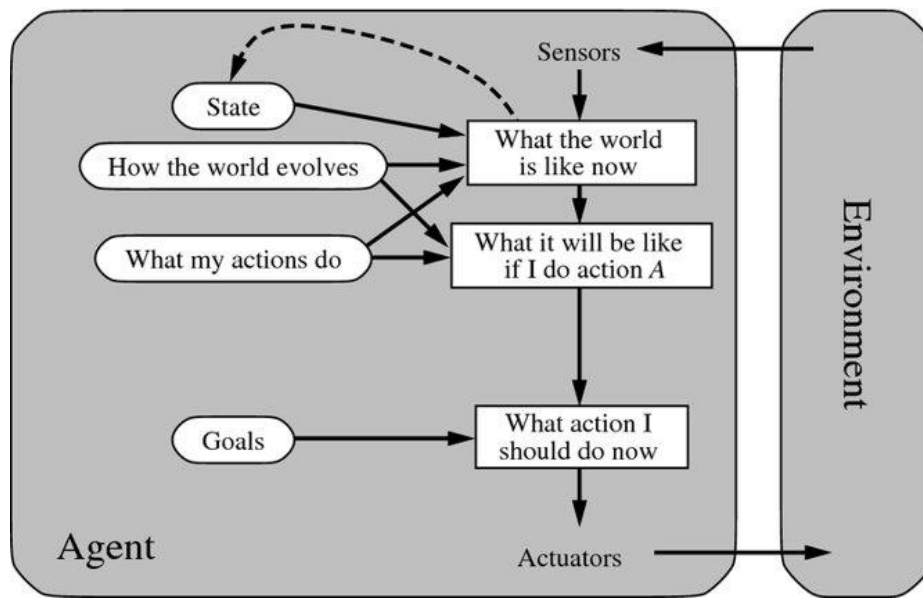 Sensors
State
What the world
is like now
How the world evolves
What it will be like
if I do action A
What my actions do
Goals
What action I
should do now
Agent
Actuators
Environment